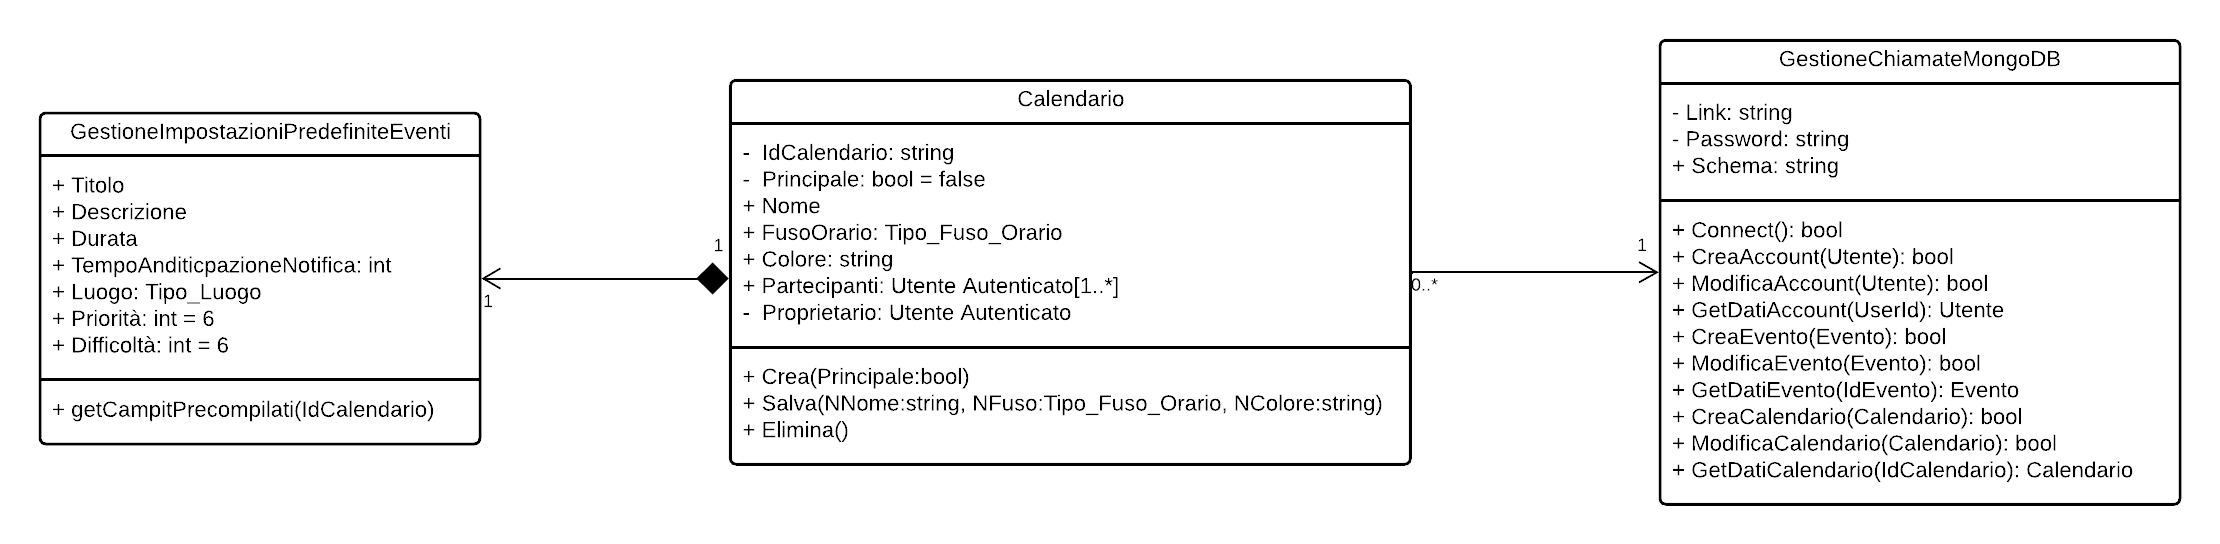 GestioneImpostazioniPredefiniteEventi
+ Titolo
+ Descrizione
+ Durata
+ TempoAnditicpazioneNotifica: int
+ Luogo: Tipo_Luogo
+ Priorità: int = 6
+ Difficoltà: int = 6
+ getCampitPrecompilati(IdCalendario)
1
1
Calendario
- IdCalendario: string
- Principale: bool = false
+ Nome
+ FusoOrario: Tipo_Fuso_Orario
+ Colore: string
+ Partecipanti: Utente Autenticato[1..*]
- Proprietario: Utente Autenticato
+ Crea(Principale:bool)
+ Salva(NNome:string, NFuso:Tipo_Fuso_Orario, NColore:string)
+ Elimina()
0..*
1
GestioneChiamateMongoDB
- Link: string
- Password: string
+ Schema: string
+ Connect(): bool
+ CreaAccount(Utente): bool
+ ModificaAccount(Utente): bool
+ GetDatiAccount(UserId): Utente
+ CreaEvento(Evento): bool
+ ModificaEvento(Evento): bool
+ GetDatiEvento(IdEvento): Evento
+ CreaCalendario(Calendario): bool
+ ModificaCalendario(Calendario): bool
+ GetDatiCalendario(IdCalendario): Calendario